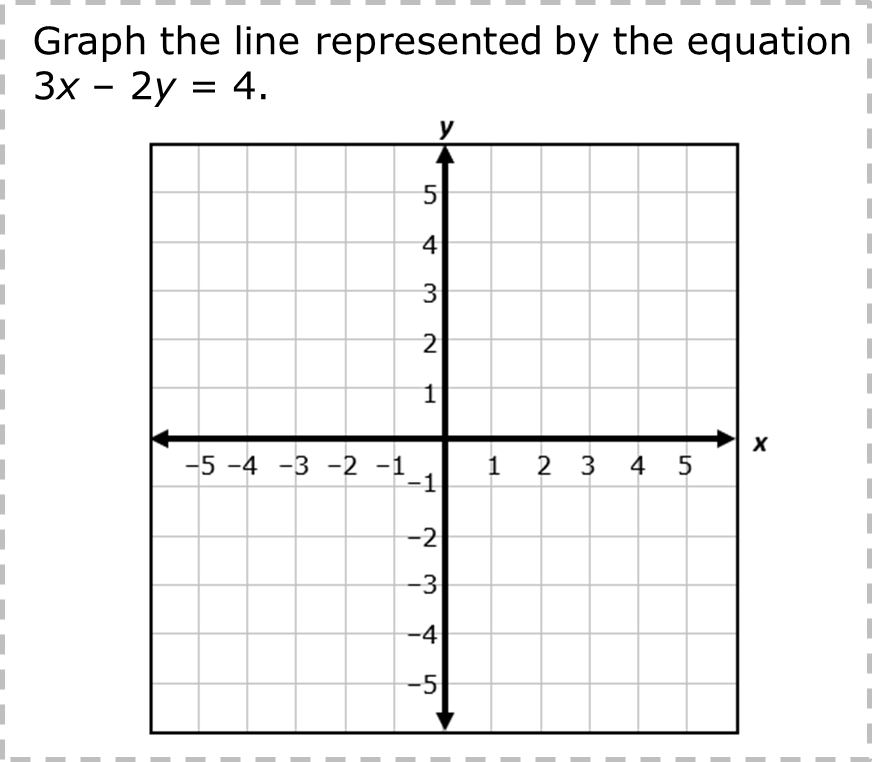 Graph the line represented by the equation
3x – 2y = 4.
y
5
4
3
2
1
x
–5 –4 –3 –2 –1 1 2 3 4 5
–1
–2
–3
–4
–5